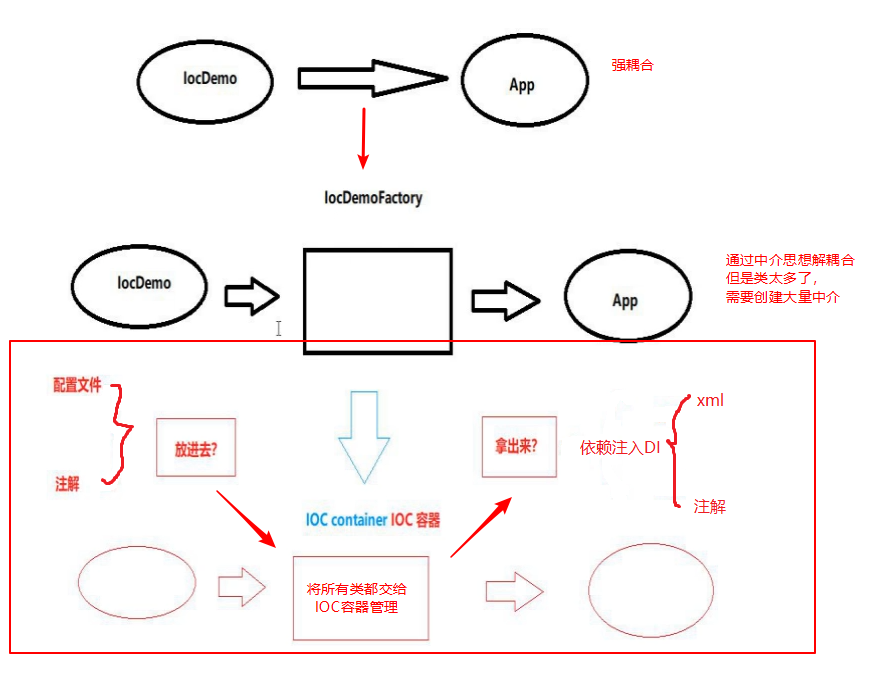 IocDemo
App
强耦合
IocDemoFactory
IocDemo
App
通过中介思想解耦合
但是类太多了，
需要创建大量中介
配置文件
注解
放进去?
拿出来?
依赖注入DI
xml
注解
IOC container IOC 容器
将所有类都交给
IOC容器管理